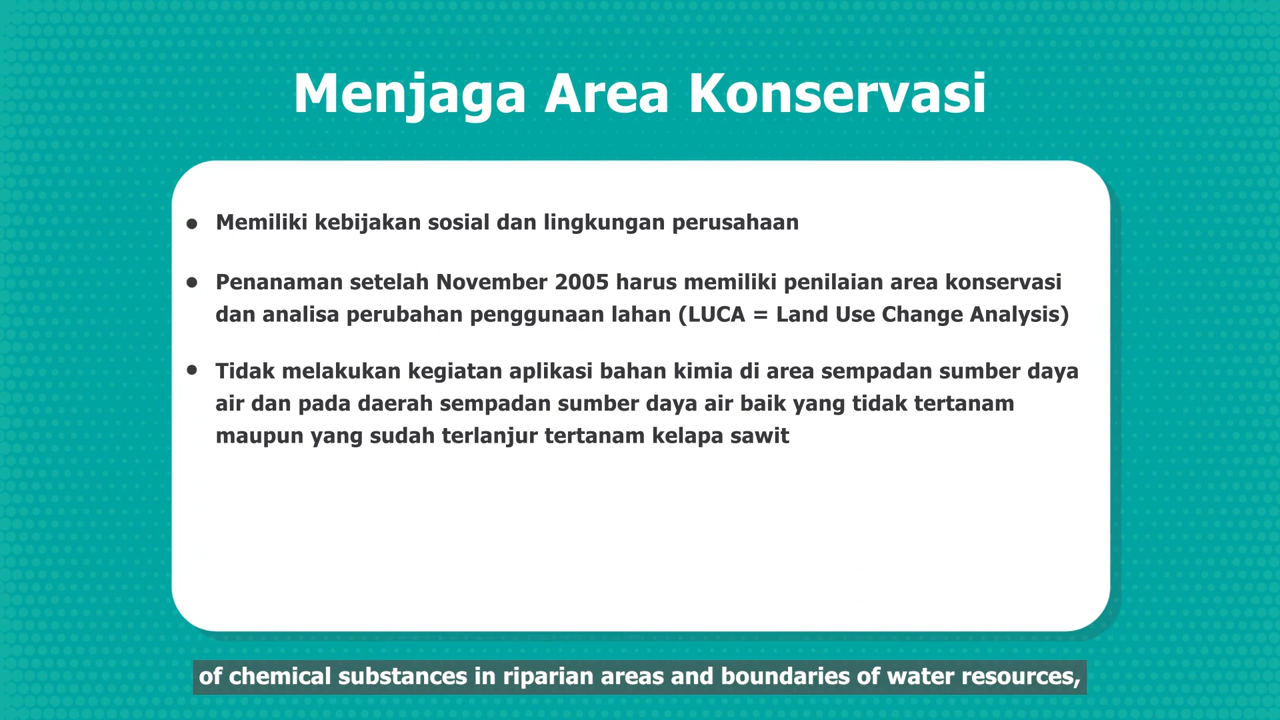 Menjaga Area Konservasi
• Memiliki kebijakan sosial dan lingkungan perusahaan
• Penanaman setelah November 2005 harus memiliki penilaian area konservasi
dan analisa perubahan penggunaan lahan (LUCA = Land Use Change Analysis)
• Tidak melakukan kegiatan aplikasi bahan kimia di area sempadan sumber daya
air dan pada daerah sempadan sumber daya air baik yang tidak tertanam
maupun yang sudah terlanjur tertanam kelapa sawit
of chemical substances in riparian areas and boundaries of water resources,